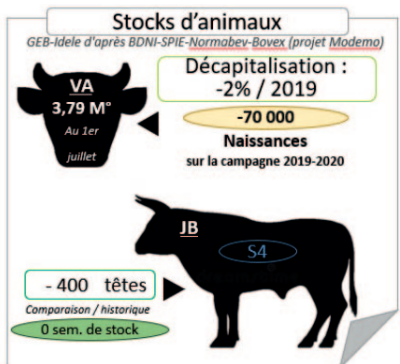 Stocks d'animaux
GEB-Idele d'après BDNI-SPIE-Normabev-Bovex (projet Modemo)
VA
3,79 M°
Au 1er
juillet
Décapitalisation :
-2% / 2019
-70 000
Naissances
sur la campagne 2019-2020
JB
S4
- 400 têtes
Comparaison / historique
0 sem. de stock